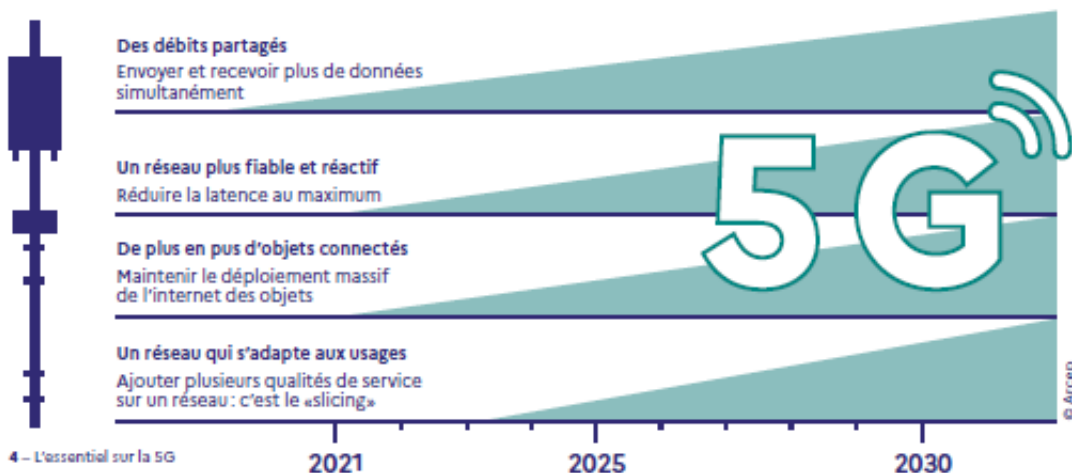 Des débits partagés
Envoyer et recevoir plus de données
simultanément
Un réseau plus fiable et réactif
Réduire la latence au maximum
De plus en pus d'objets connectés
Maintenir le déploiement massif
de l'internet des objets
Un réseau qui s'adapte aux usages
Ajouter plusieurs qualités de service
sur un réseau : c'est le «slicing»
5G
© Arcep
4 – L'essentiel sur la 5G
2021
2025
2030